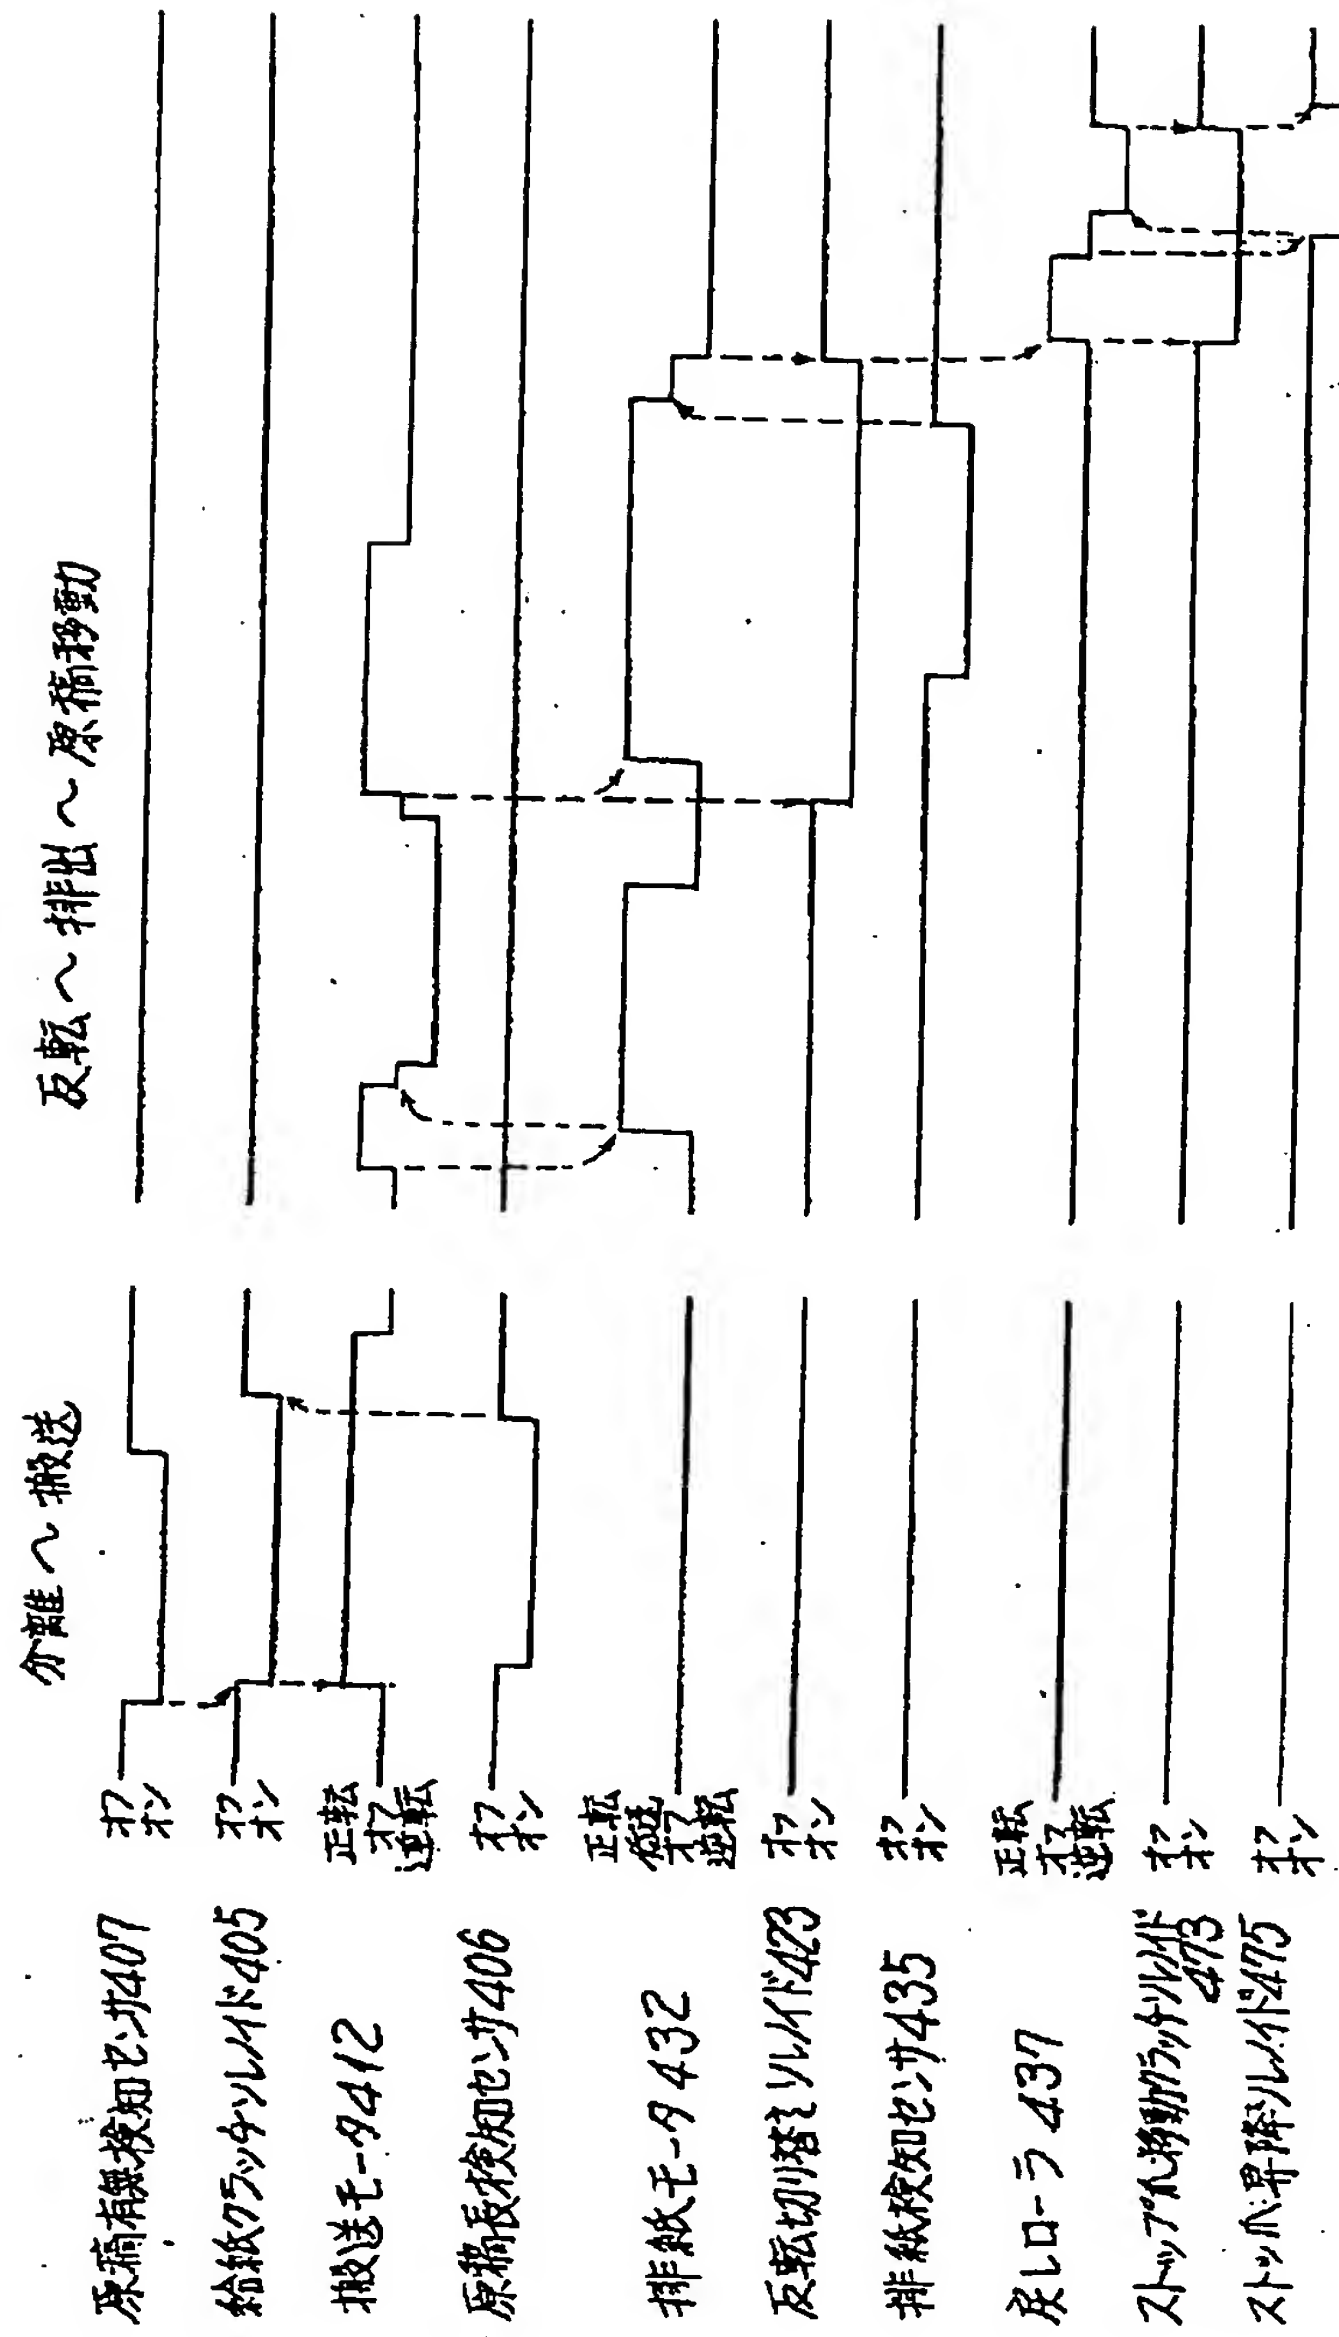 分離〜搬送
反転〜排出〜原稿移動
原稿有無検知センサ407
オフ
オン
給紙クラッチソレノイド405
オフ
オン
搬送モータ412
正転
オフ
逆転
原稿長検知センサ406
オフ
オン
排紙モータ432
正転
低速
オフ
逆転
反転切り替えソレノイド423
オフ
オン
排紙検知センサ435
オフ
オン
戻しローラ437
正転
オフ
逆転
ストップ爪移動クラッチソレノイド
473
オフ
オン
ストップ爪昇降ソレノイド475
オフ
オン